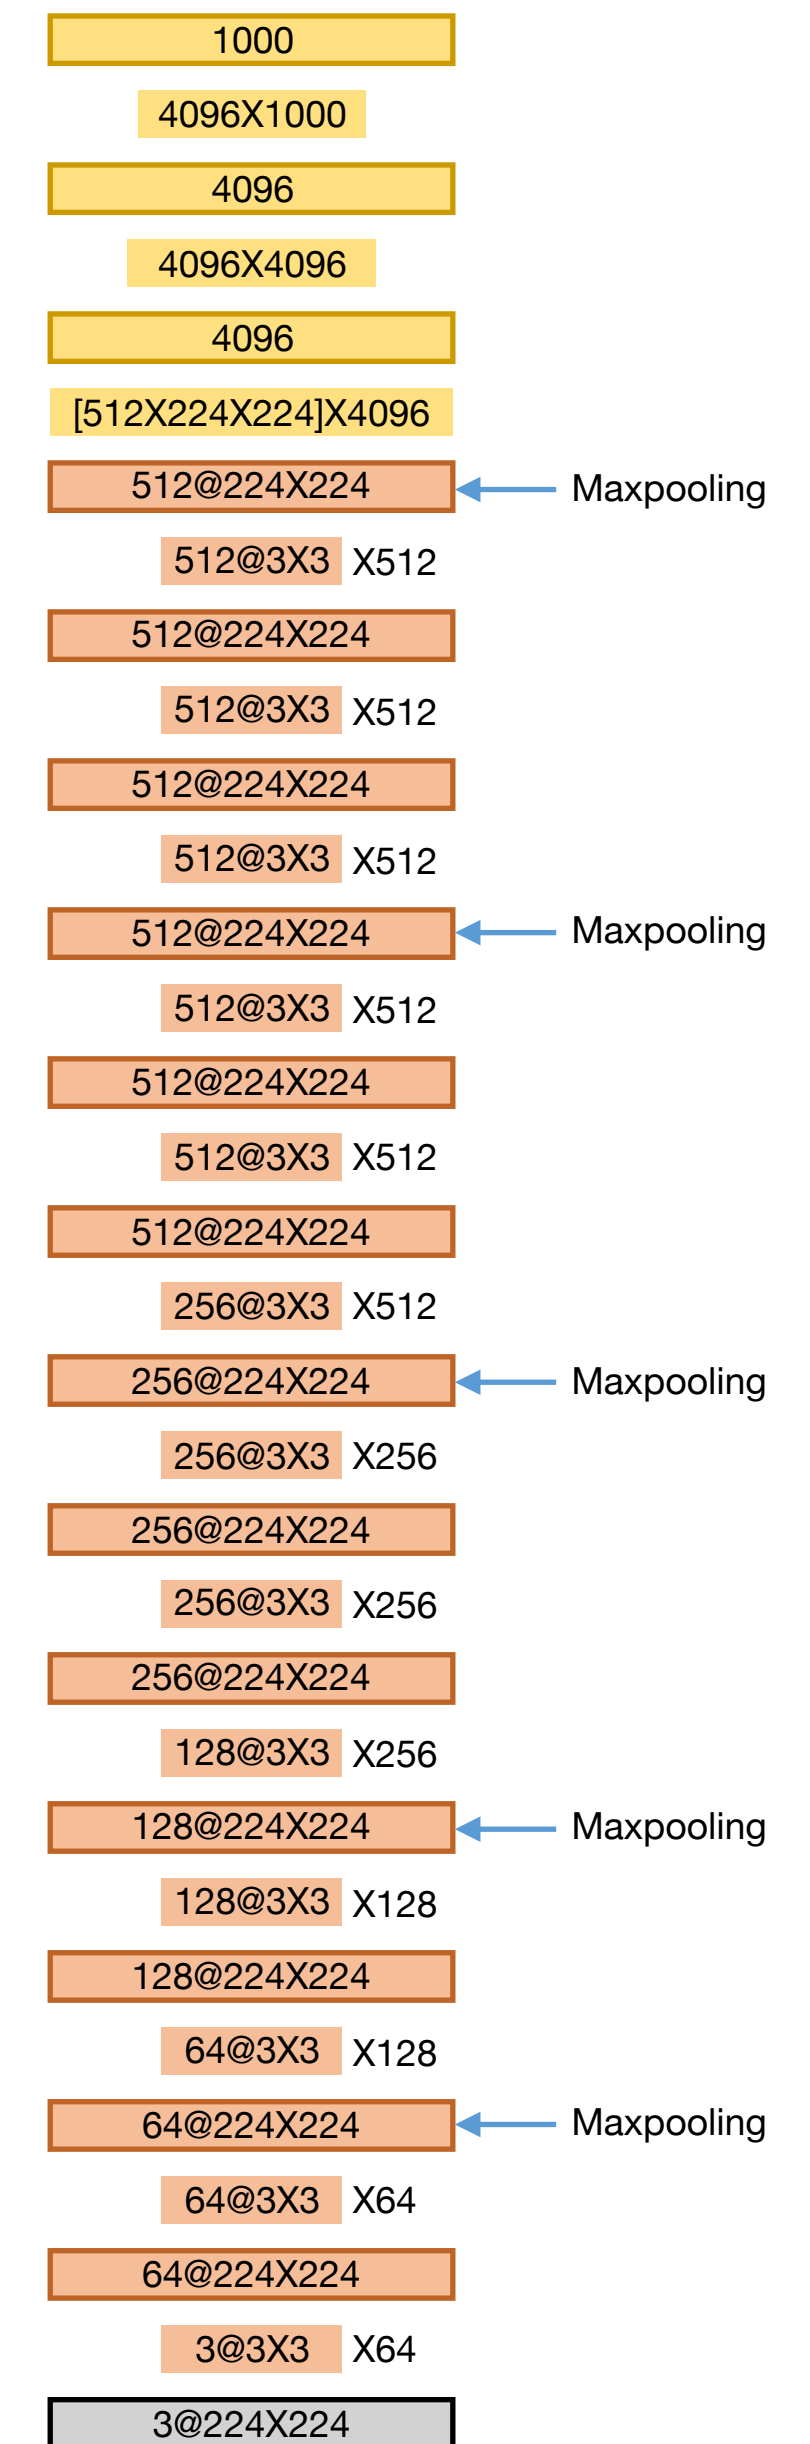 1000
4096X1000
4096
4096X4096
4096
[512X224X224]X4096
512@224X224 Maxpooling
512@3X3 X512
512@224X224
512@3X3 X512
512@224X224
512@3X3 X512
512@224X224 Maxpooling
512@3X3 X512
512@224X224
512@3X3 X512
512@224X224
256@3X3 X512
256@224X224 Maxpooling
256@3X3 X256
256@224X224
256@3X3 X256
256@224X224
128@3X3 X256
128@224X224 Maxpooling
128@3X3 X128
128@224X224
64@3X3 X128
64@224X224 Maxpooling
64@3X3 X64
64@224X224
3@3X3 X64
3@224X224